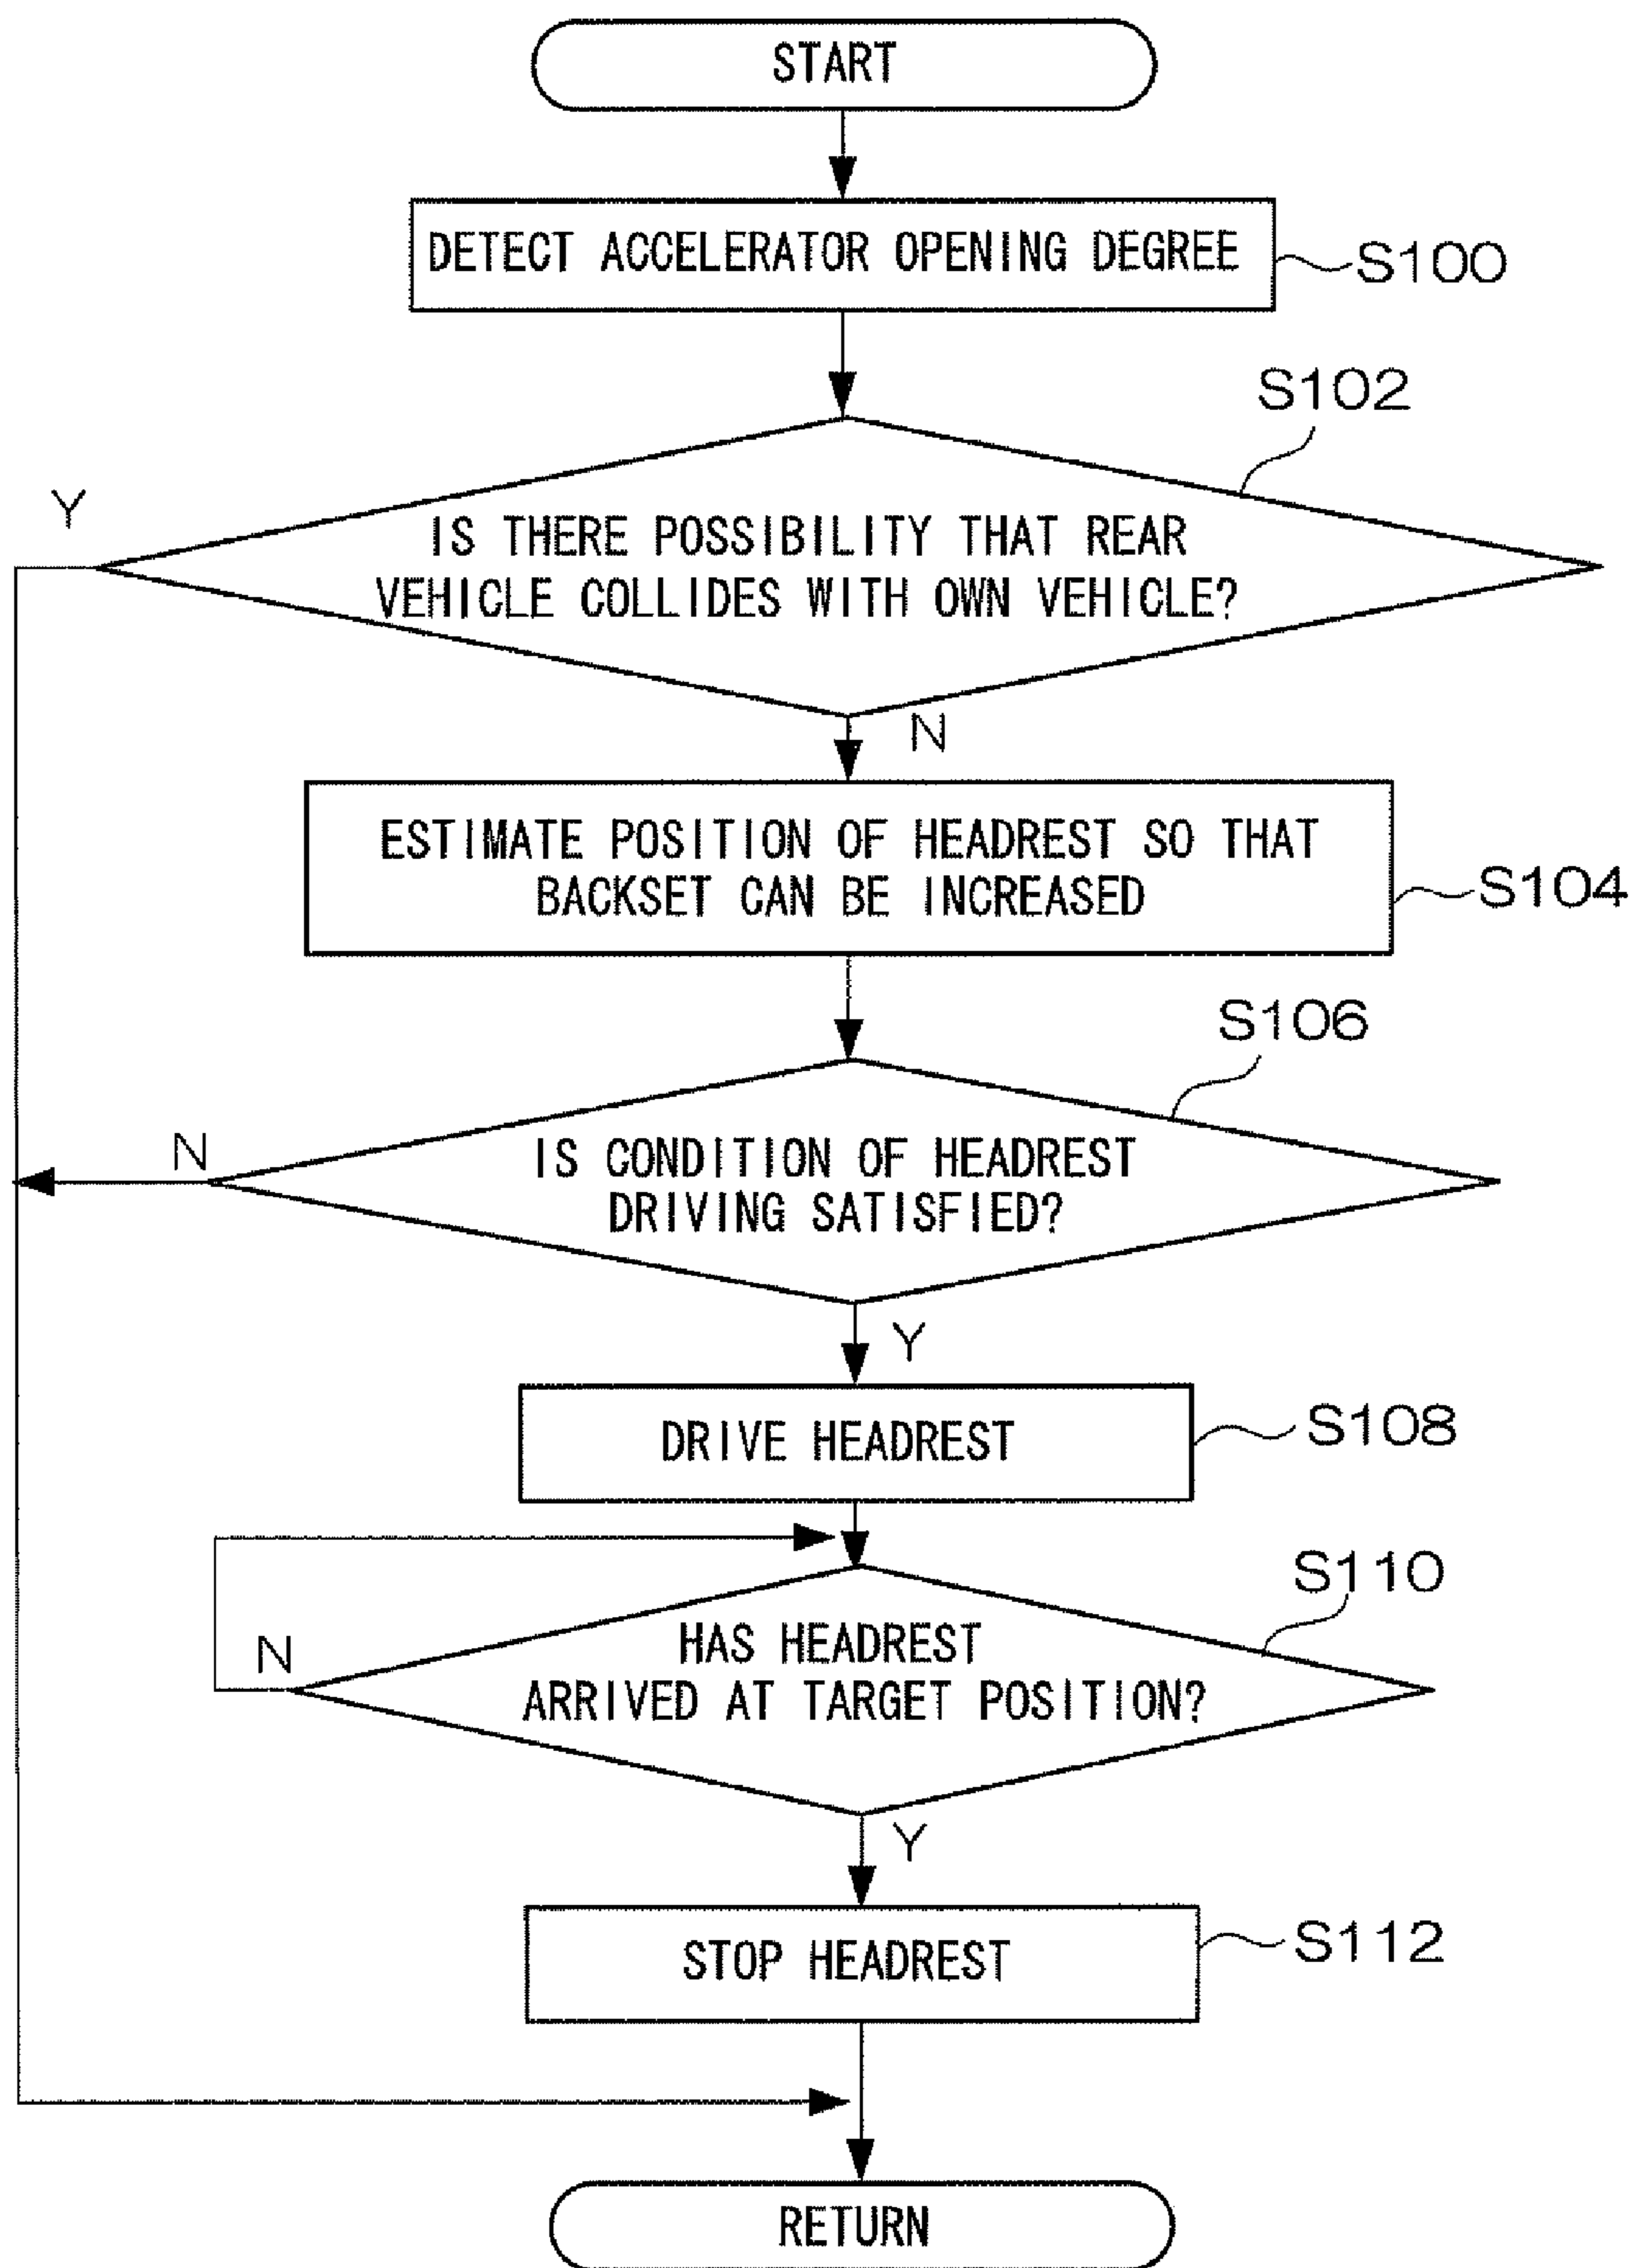 START
DETECT ACCELERATOR OPENING DEGREE
S100
S102
Y
IS THERE POSSIBILITY THAT REAR
VEHICLE COLLIDES WITH OWN VEHICLE?
N
ESTIMATE POSITION OF HEADREST SO THAT
BACKSET CAN BE INCREASED
S104
S106
N
IS CONDITION OF HEADREST
DRIVING SATISFIED?
Y
DRIVE HEADREST
S108
S110
N
HAS HEADREST
ARRIVED AT TARGET POSITION?
Y
STOP HEADREST
S112
RETURN